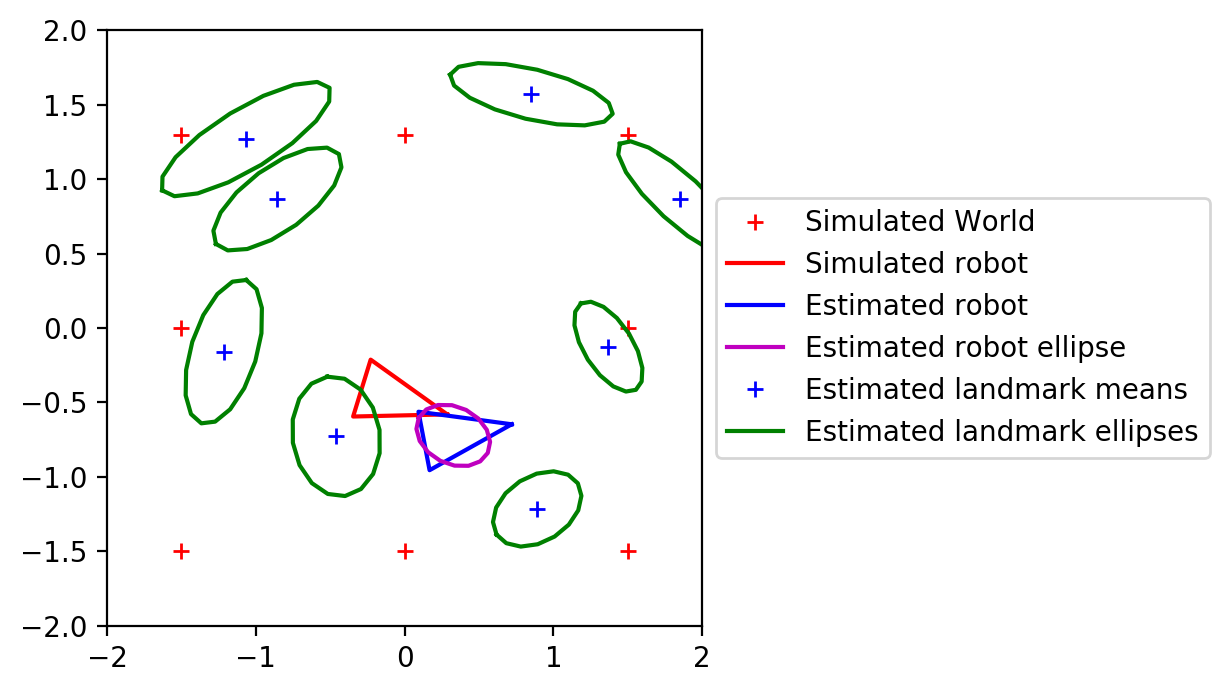 2.0
1.5
1.0
0.5
0.0
−0.5
−1.0
−1.5
−2.0
−2
−1
0
1
2
Simulated World
Simulated robot
Estimated robot
Estimated robot ellipse
Estimated landmark means
Estimated landmark ellipses